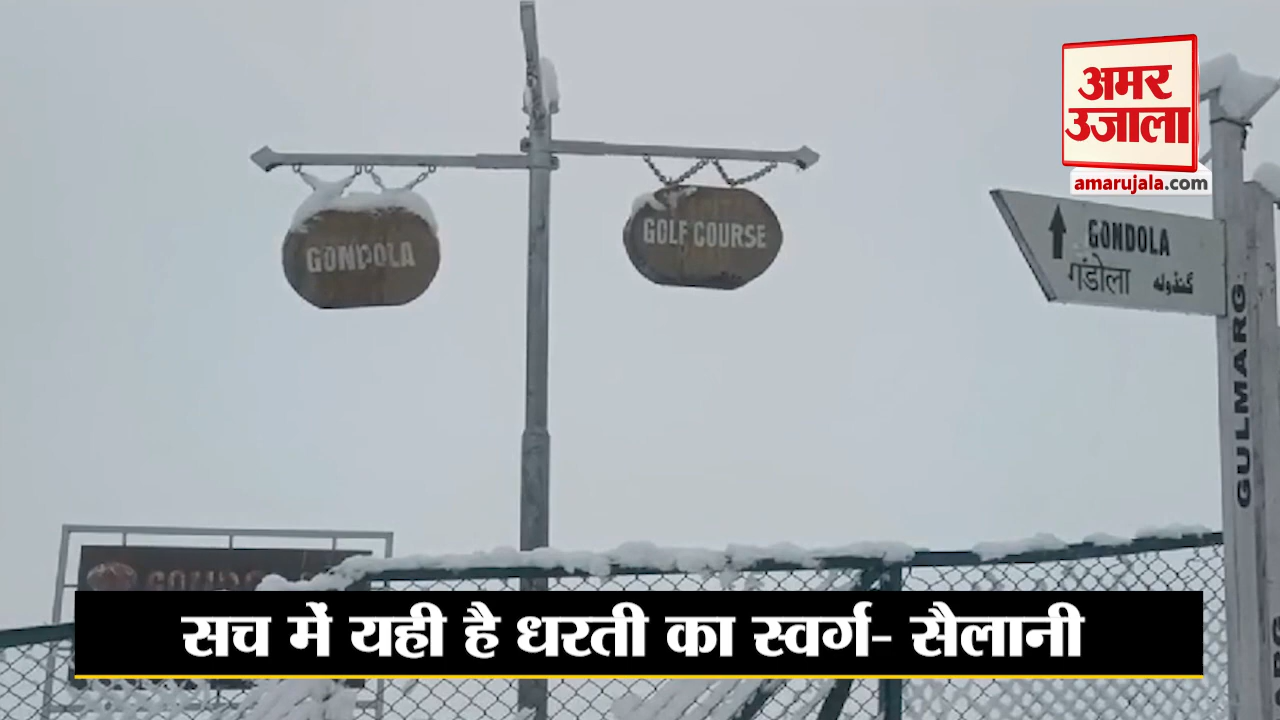 अमर
उजाला
amarujala.com
GONDOLA
GOLF COURSE
GONDOLA
गंडोला گنڈولہ
GULMARG
सच में यही है धरती का स्वर्ग- सैलानी